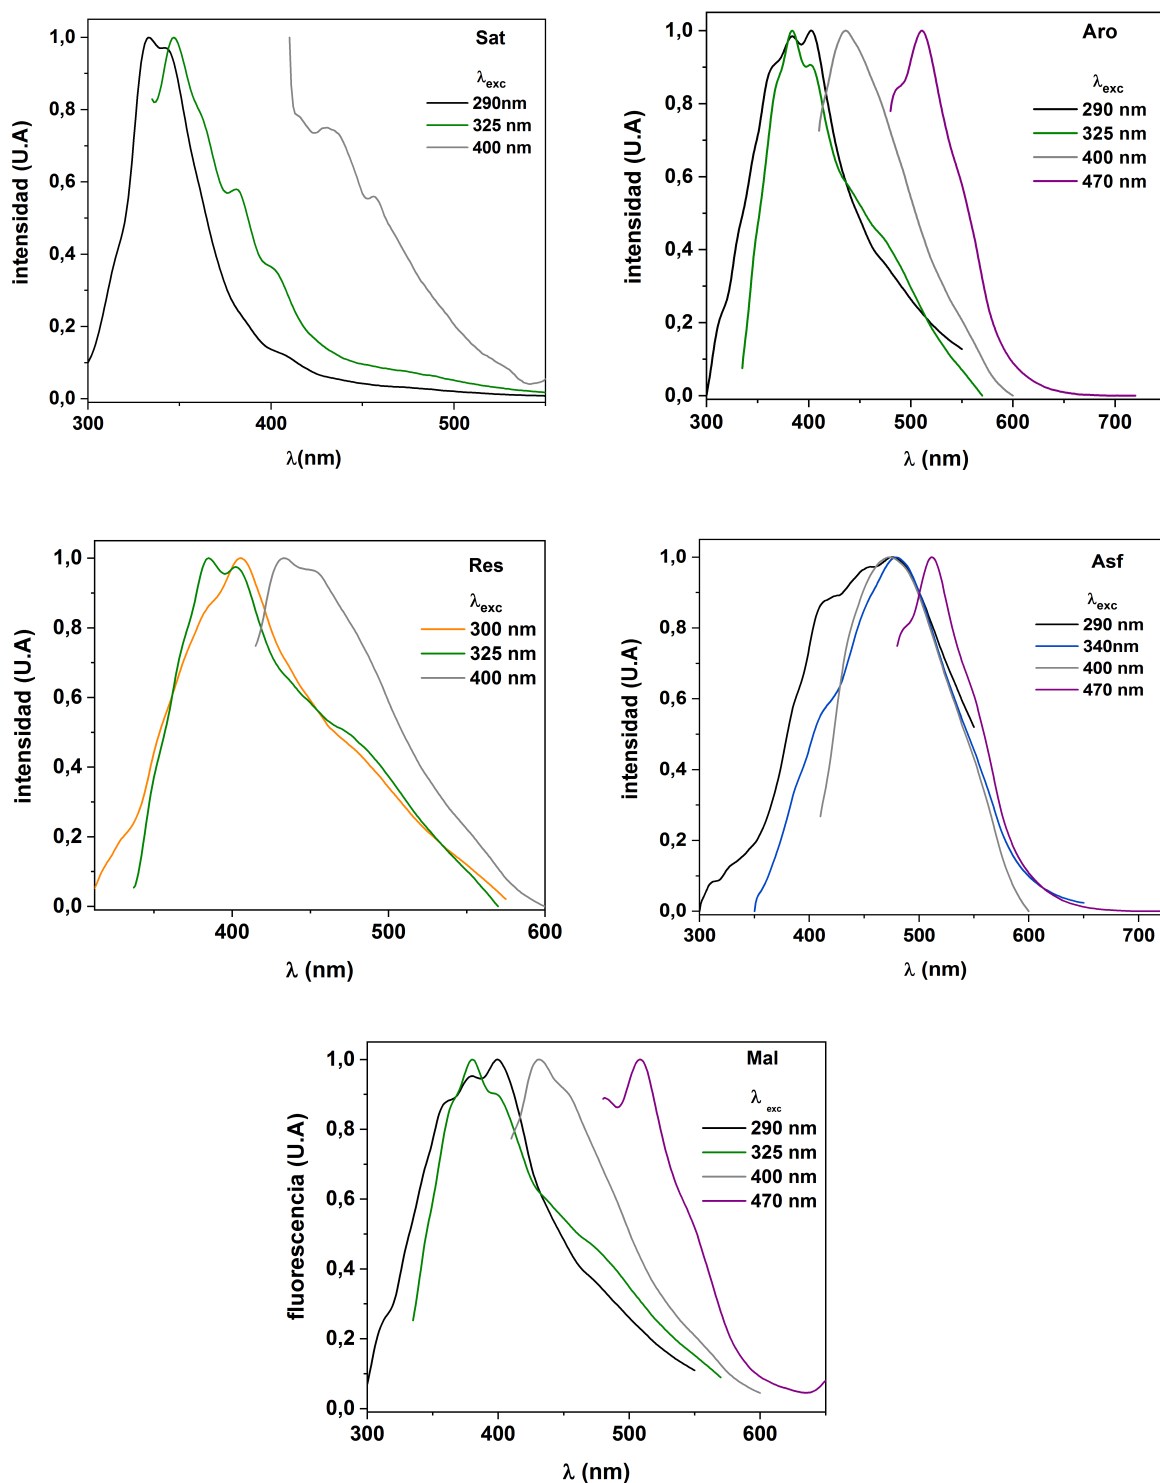 Sat
λexc
290nm
325 nm
400 nm
intensidad (U.A)
1,0
0,8
0,6
0,4
0,2
0,0
300 400 500
λ(nm)
Aro
λexc
290 nm
325 nm
400 nm
470 nm
intensidad (U.A)
1,0
0,8
0,6
0,4
0,2
0,0
300 400 500 600 700
λ (nm)
Res
λexc
300 nm
325 nm
400 nm
intensidad (U.A)
1,0
0,8
0,6
0,4
0,2
0,0
400 500 600
λ (nm)
Asf
λexc
290 nm
340nm
400 nm
470 nm
intensidad (U.A)
1,0
0,8
0,6
0,4
0,2
0,0
300 400 500 600 700
λ (nm)
Mal
λ exc
290 nm
325 nm
400 nm
470 nm
fluorescencia (U.A)
1,0
0,8
0,6
0,4
0,2
0,0
300 400 500 600
λ (nm)